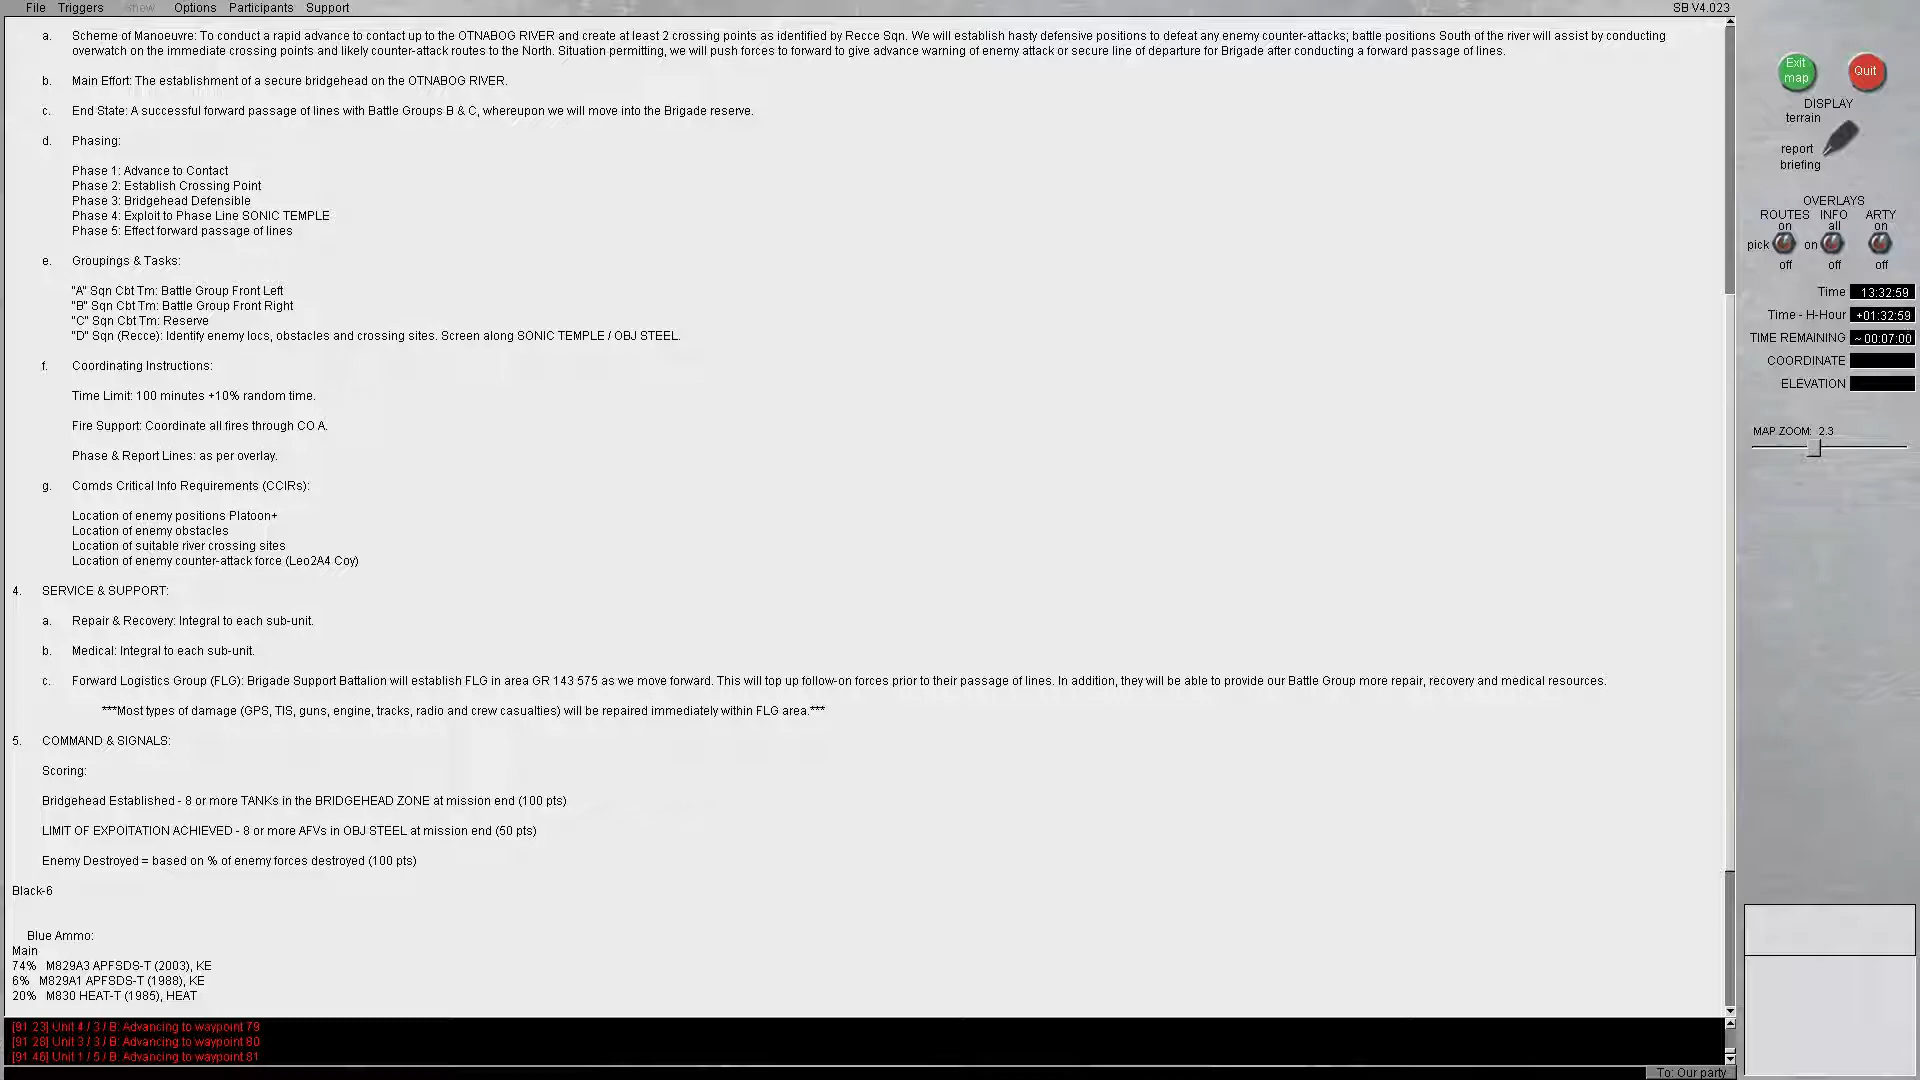 File Triggers Show Options Participants Support SB V4.023
a. Scheme of Manoeuvre: To conduct a rapid advance to contact up to the OTNABOG RIVER and create at least 2 crossing points as identified by Recce Sqn. We will establish hasty defensive positions to defeat any enemy counter-attacks; battle positions South of the river will assist by conducting
overwatch on the immediate crossing points and likely counter-attack routes to the North. Situation permitting, we will push forces to forward to give advance warning of enemy attack or secure line of departure for Brigade after conducting a forward passage of lines.
b. Main Effort: The establishment of a secure bridgehead on the OTNABOG RIVER.
c. End State: A successful forward passage of lines with Battle Groups B & C, whereupon we will move into the Brigade reserve.
d. Phasing:
Phase 1: Advance to Contact
Phase 2: Establish Crossing Point
Phase 3: Bridgehead Defensible
Phase 4: Exploit to Phase Line SONIC TEMPLE
Phase 5: Effect forward passage of lines
e. Groupings & Tasks:
"A" Sqn Cbt Tm: Battle Group Front Left
"B" Sqn Cbt Tm: Battle Group Front Right
"C" Sqn Cbt Tm: Reserve
"D" Sqn (Recce): Identify enemy locs, obstacles and crossing sites. Screen along SONIC TEMPLE / OBJ STEEL.
f. Coordinating Instructions:
Time Limit: 100 minutes +10% random time.
Fire Support: Coordinate all fires through CO A.
Phase & Report Lines: as per overlay.
g. Comds Critical Info Requirements (CCIRs):
Location of enemy positions Platoon+
Location of enemy obstacles
Location of suitable river crossing sites
Location of enemy counter-attack force (Leo2A4 Coy)
4. SERVICE & SUPPORT:
a. Repair & Recovery: Integral to each sub-unit.
b. Medical: Integral to each sub-unit.
c. Forward Logistics Group (FLG): Brigade Support Battalion will establish FLG in area GR 143 575 as we move forward. This will top up follow-on forces prior to their passage of lines. In addition, they will be able to provide our Battle Group more repair, recovery and medical resources.
***Most types of damage (GPS, TIS, guns, engine, tracks, radio and crew casualties) will be repaired immediately within FLG area.***
5. COMMAND & SIGNALS:
Scoring:
Bridgehead Established - 8 or more TANKs in the BRIDGEHEAD ZONE at mission end (100 pts)
LIMIT OF EXPOITATION ACHIEVED - 8 or more AFVs in OBJ STEEL at mission end (50 pts)
Enemy Destroyed = based on % of enemy forces destroyed (100 pts)
Black-6
Blue Ammo:
Main
74% M829A3 APFSDS-T (2003), KE
6% M829A1 APFSDS-T (1988), KE
20% M830 HEAT-T (1985), HEAT
[91:23] Unit 4 / 3 / B: Advancing to waypoint 79
[91:28] Unit 3 / 3 / B: Advancing to waypoint 80
[91:46] Unit 1 / 5 / B: Advancing to waypoint 81
To: Our party
Exit map
Quit
DISPLAY
terrain
report
briefing
OVERLAYS
ROUTES INFO ARTY
on all on
pick on
off off off
Time 13:32:59
Time - H-Hour +01:32:59
TIME REMAINING ~ 00:07:00
COORDINATE
ELEVATION
MAP ZOOM: 2.3